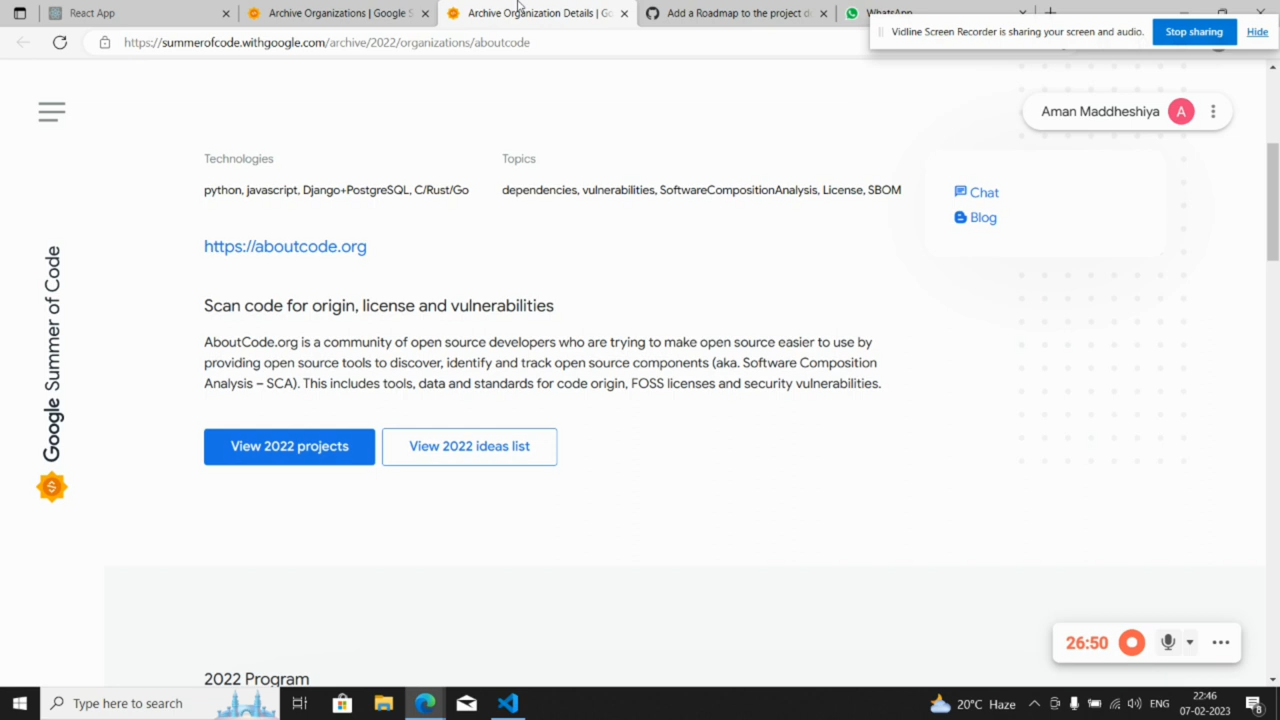 React App
Archive Organizations | Google S
Archive Organization Details | Go
Add a Roadmap to the project d
WhatsApp
https://summerofcode.withgoogle.com/archive/2022/organizations/aboutcode
Vidline Screen Recorder is sharing your screen and audio.
Stop sharing
Hide
Aman Maddheshiya
A
Technologies
Topics
python, javascript, Django+PostgreSQL, C/Rust/Go
dependencies, vulnerabilities, SoftwareCompositionAnalysis, License, SBOM
Chat
Blog
https://aboutcode.org
Google Summer of Code
Scan code for origin, license and vulnerabilities
AboutCode.org is a community of open source developers who are trying to make open source easier to use by
providing open source tools to discover, identify and track open source components (aka. Software Composition
Analysis – SCA). This includes tools, data and standards for code origin, FOSS licenses and security vulnerabilities.
View 2022 projects
View 2022 ideas list
26:50
2022 Program
Type here to search
20°C Haze
ENG
22:46
07-02-2023
8